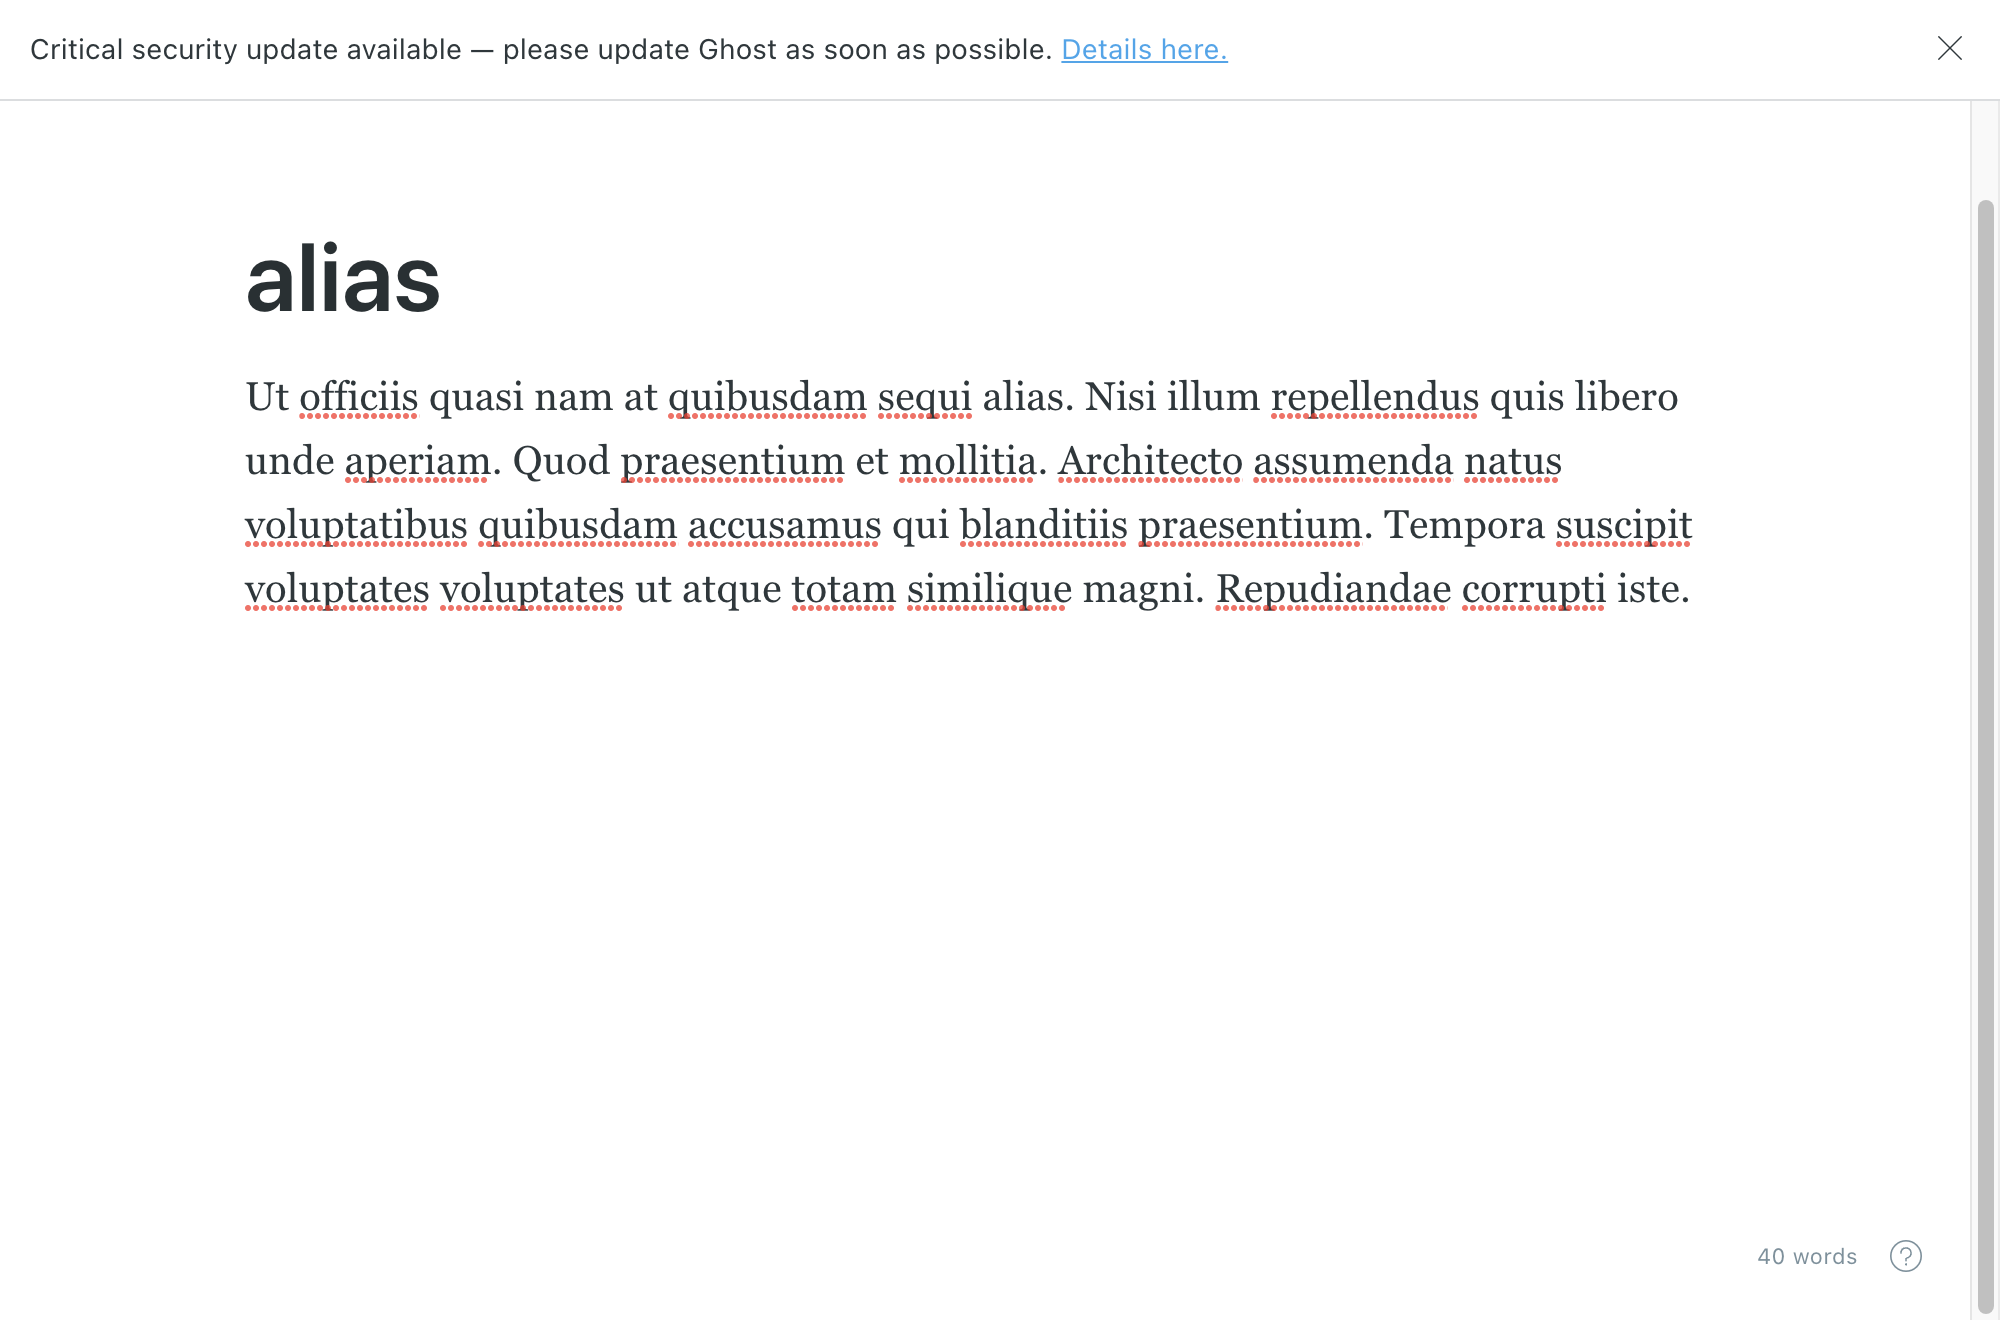 Critical security update available — please update Ghost as soon as possible. Details here.
alias
Ut officiis quasi nam at quibusdam sequi alias. Nisi illum repellendus quis libero
unde aperiam. Quod praesentium et mollitia. Architecto assumenda natus
voluptatibus quibusdam accusamus qui blanditiis praesentium. Tempora suscipit
voluptates voluptates ut atque totam similique magni. Repudiandae corrupti iste.
40 words ?